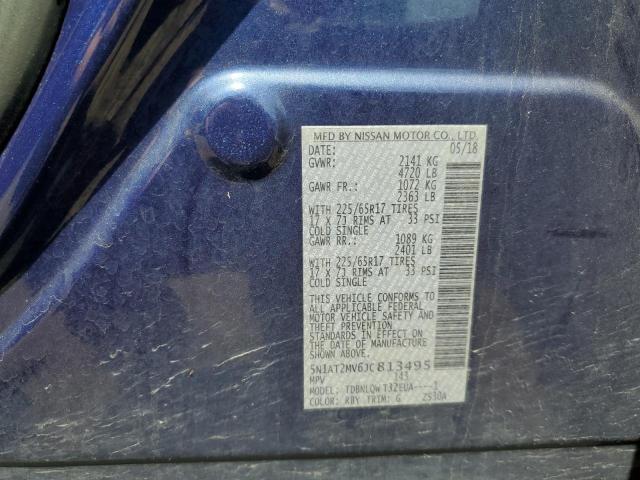 MFD BY NISSAN MOTOR CO., LTD.
DATE: 05/18
GVWR: 2141 KG
4720 LB
GAWR FR.: 1072 KG
2363 LB
WITH 225/65R17 TIRES
17 X 7J RIMS AT 33 PSI
COLD SINGLE
GAWR RR.: 1089 KG
2401 LB
WITH 225/65R17 TIRES
17 X 7J RIMS AT 33 PSI
COLD SINGLE
THIS VEHICLE CONFORMS TO
ALL APPLICABLE FEDERAL
MOTOR VEHICLE SAFETY AND
THEFT PREVENTION
STANDARDS IN EFFECT ON
THE DATE OF MANUFACTURE
SHOWN ABOVE.
5N1AT2MV6JC813495
MPV 141
MODEL: TDBNLQWT32EUA----1
COLOR: RBY TRIM: G 2530A